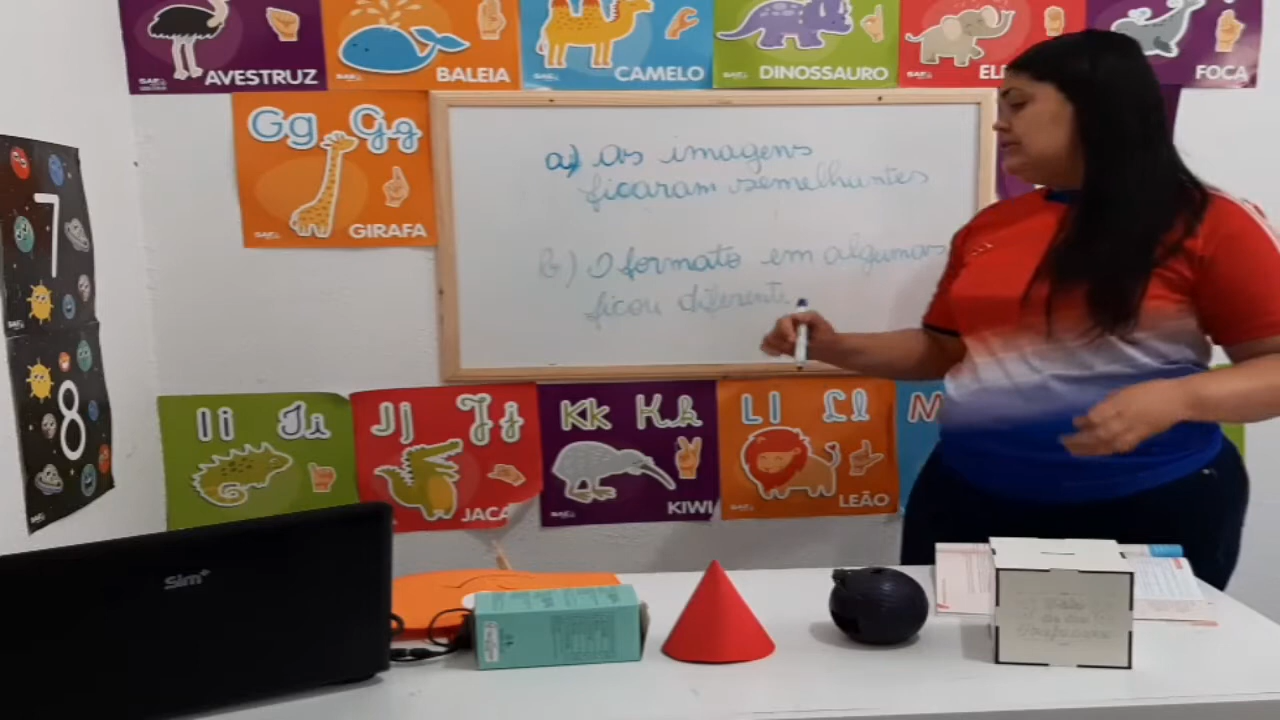 AVESTRUZ
BALEIA
CAMELO
DINOSSAURO
FOCA
Gg Gg
GIRAFA
a) as imagens
ficaram semelhantes
b) O formato em algumas
ficou diferente
7
8
Ii Ii
Jj Jj
JACA
Kk Kk
KIWI
Ll Ll
LEÃO
M
Sim+